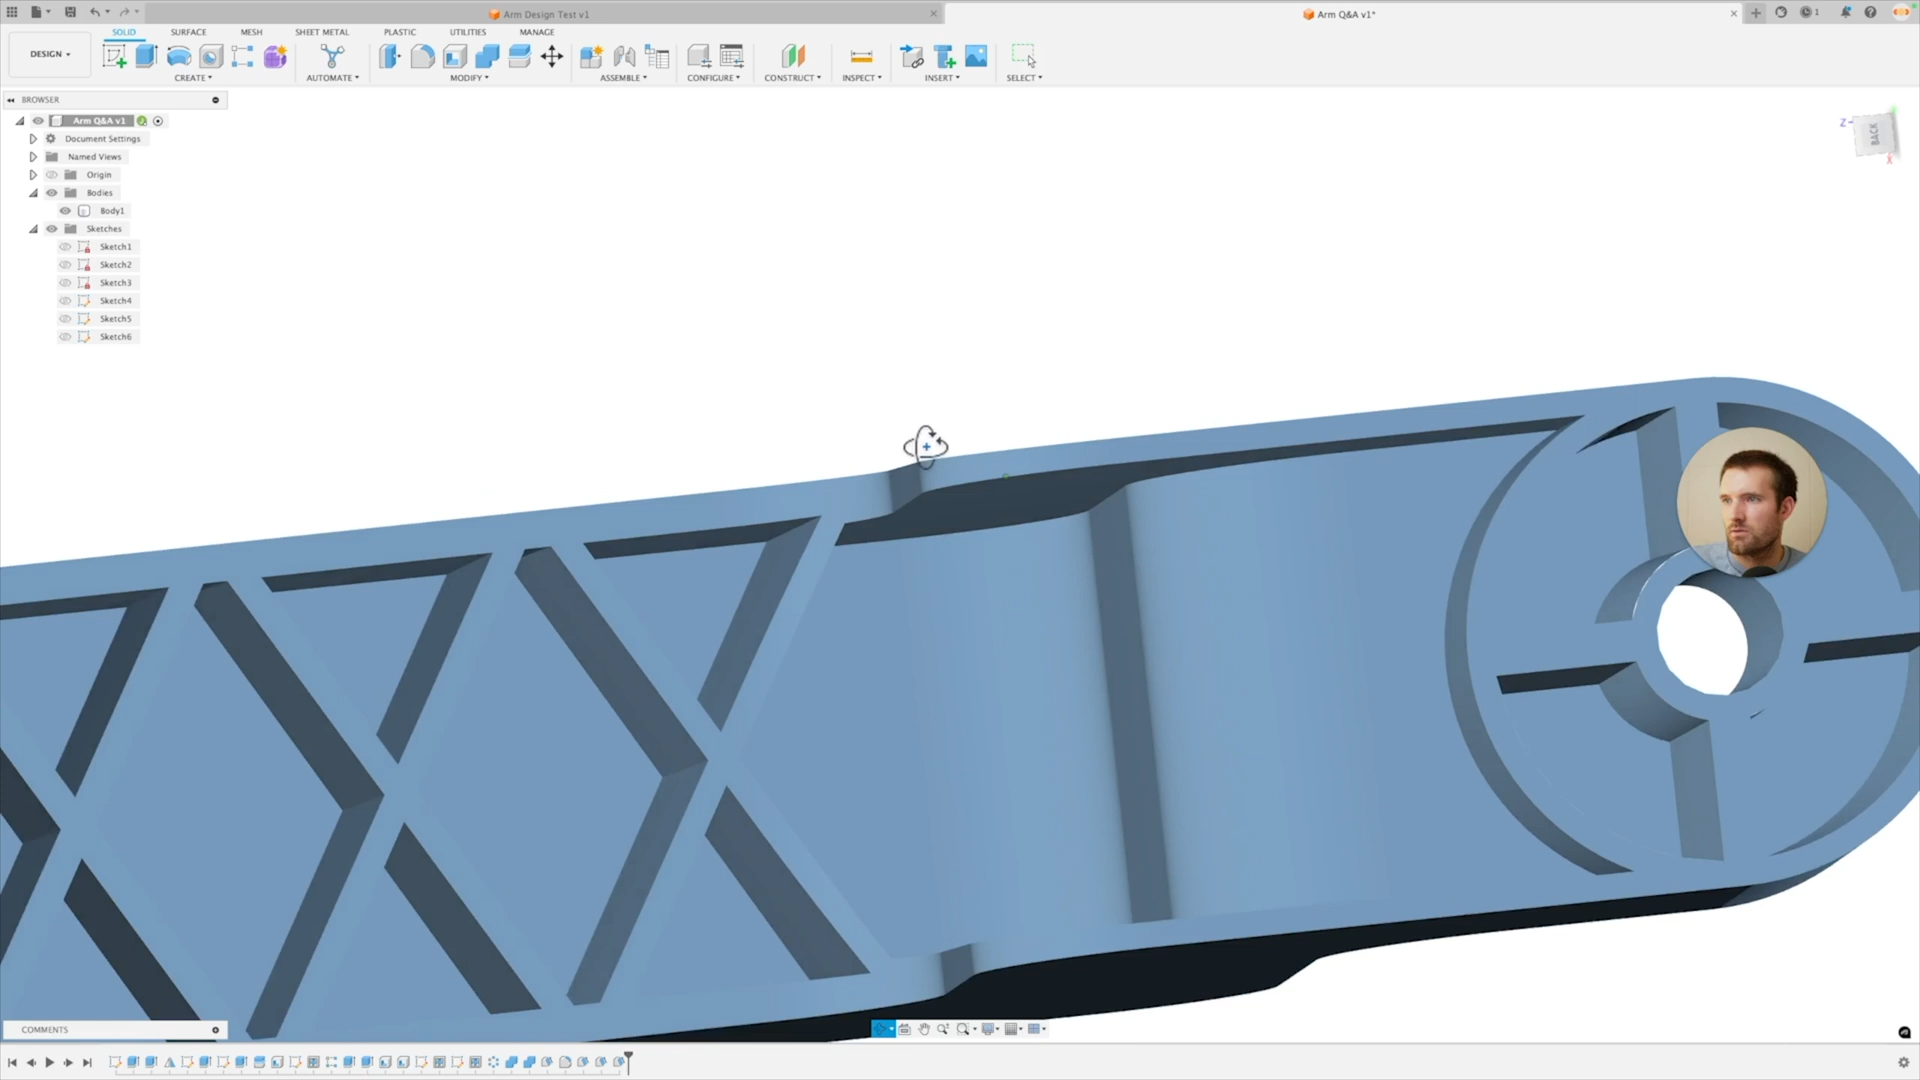 Arm Design Test v1
Arm Q&A v1*
1
DESIGN
SOLID
SURFACE
MESH
SHEET METAL
PLASTIC
UTILITIES
MANAGE
CREATE
AUTOMATE
MODIFY
ASSEMBLE
CONFIGURE
CONSTRUCT
INSPECT
INSERT
SELECT
BROWSER
Arm Q&A v1
Document Settings
Named Views
Origin
Bodies
Body1
Sketches
Sketch1
Sketch2
Sketch3
Sketch4
Sketch5
Sketch6
Z
BACK
X
COMMENTS